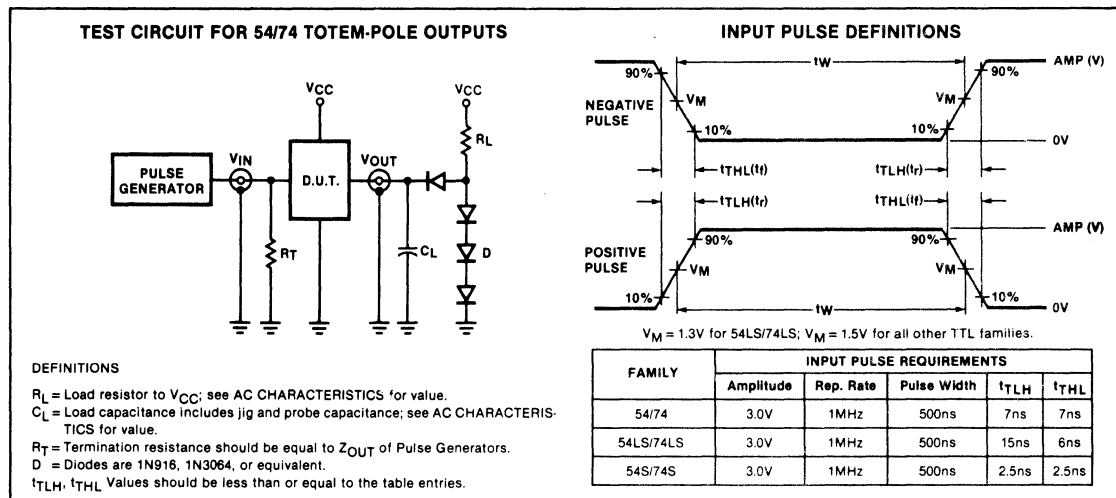 TEST CIRCUIT FOR 54/74 TOTEM-POLE OUTPUTS
VCC
VCC
RL
VIN
VOUT
PULSE
GENERATOR
D.U.T.
RT
CL
D
DEFINITIONS
RL = Load resistor to VCC; see AC CHARACTERISTICS for value.
CL = Load capacitance includes jig and probe capacitance; see AC CHARACTERIS-
TICS for value.
RT = Termination resistance should be equal to ZOUT of Pulse Generators.
D = Diodes are 1N916, 1N3064, or equivalent.
tTLH, tTHL Values should be less than or equal to the table entries.
INPUT PULSE DEFINITIONS
tW
AMP (V)
90%
90%
NEGATIVE
PULSE
VM
VM
10%
10%
0V
tTHL(tf)
tTLH(tr)
tTLH(tr)
tTHL(tf)
AMP (V)
90%
90%
POSITIVE
PULSE
VM
VM
10%
10%
tW
0V
VM = 1.3V for 54LS/74LS; VM = 1.5V for all other TTL families.
FAMILY
INPUT PULSE REQUIREMENTS
Amplitude Rep. Rate Pulse Width tTLH tTHL
54/74 3.0V 1MHz 500ns 7ns 7ns
54LS/74LS 3.0V 1MHz 500ns 15ns 6ns
54S/74S 3.0V 1MHz 500ns 2.5ns 2.5ns